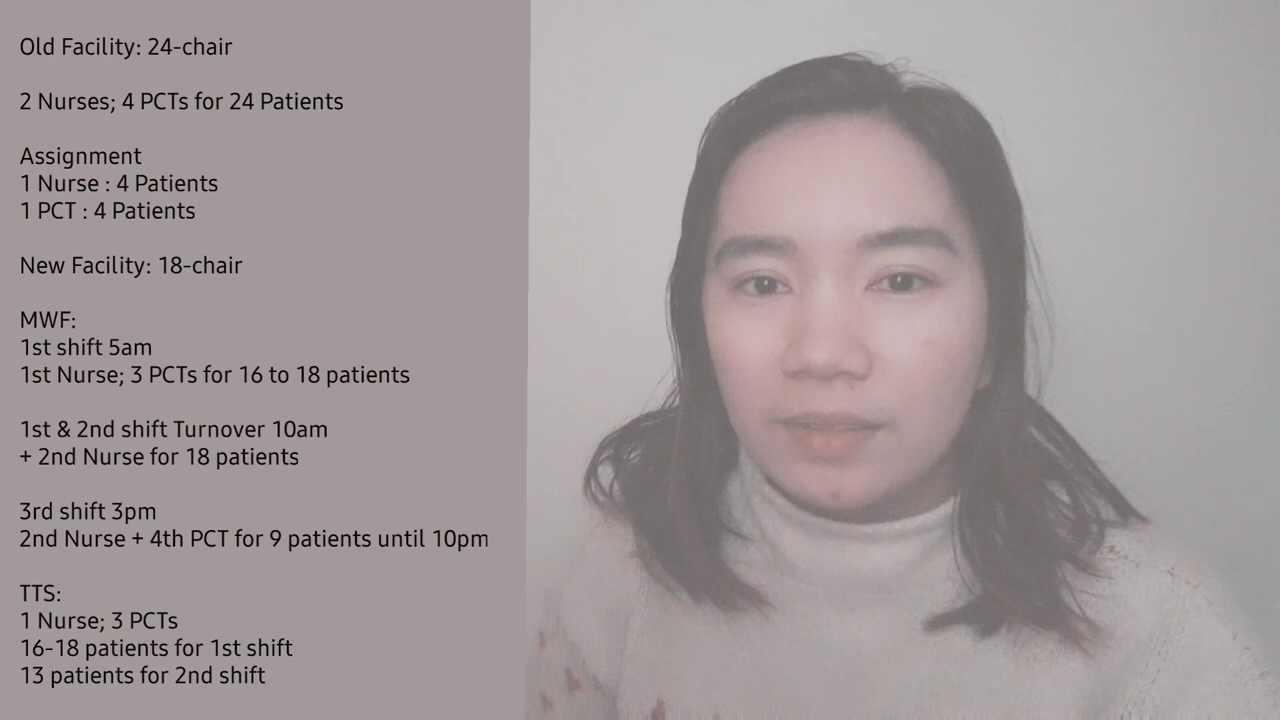 Old Facility: 24-chair
2 Nurses; 4 PCTs for 24 Patients
Assignment
1 Nurse : 4 Patients
1 PCT : 4 Patients
New Facility: 18-chair
MWF:
1st shift 5am
1st Nurse; 3 PCTs for 16 to 18 patients
1st & 2nd shift Turnover 10am
+ 2nd Nurse for 18 patients
3rd shift 3pm
2nd Nurse + 4th PCT for 9 patients until 10pm
TTS:
1 Nurse; 3 PCTs
16-18 patients for 1st shift
13 patients for 2nd shift